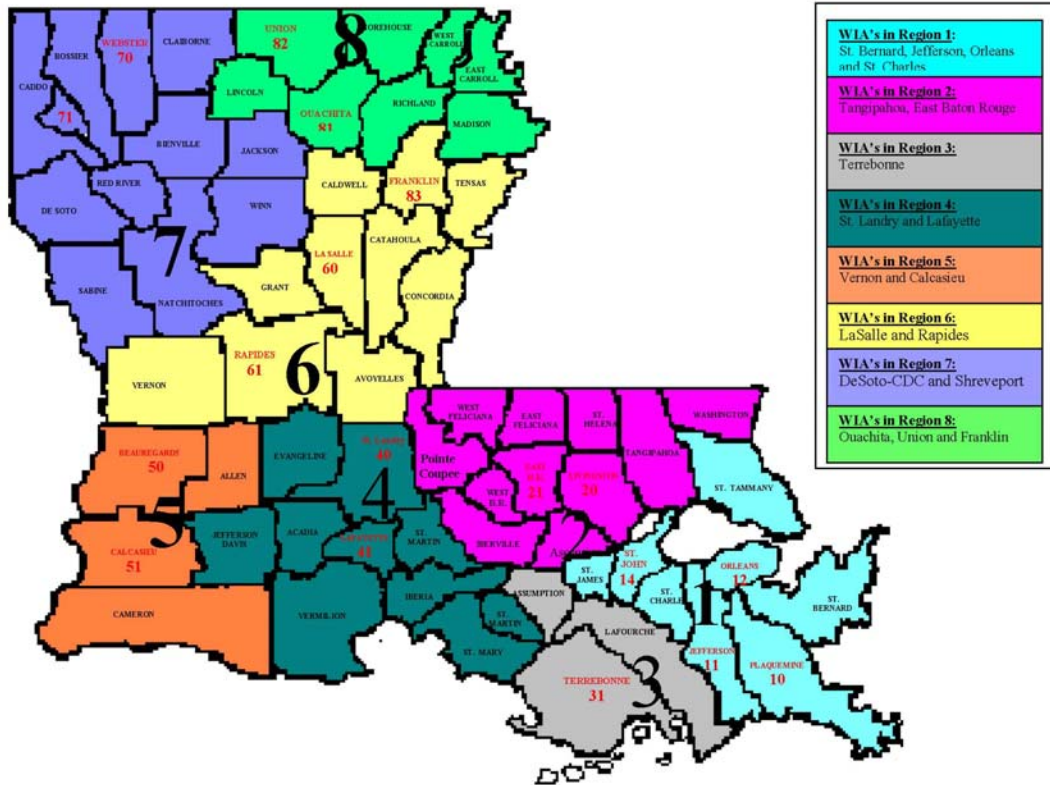 UNION
82
8
MOREHOUSE
WEST
CARROLL
EAST
CARROLL
WEBSTER
70
CLAIBORNE
BOSSIER
CADDO
71
LINCOLN
OUACHITA
81
RICHLAND
MADISON
BIENVILLE
JACKSON
CALDWELL
FRANKLIN
83
TENSAS
RED RIVER
DE SOTO
WINN
7
CATAHOULA
LA SALLE
60
GRANT
CONCORDIA
SABINE
NATCHITOCHES
RAPIDES
61
6
AVOYELLES
VERNON
WEST
FELICIANA
EAST
FELICIANA
ST.
HELENA
WASHINGTON
BEAUREGARDS
50
ALLEN
EVANGELINE
St. Landry
40
4
Pointe
Coupee
EAST
B.R.
21
LIVINGSTON
20
TANGIPAHOA
ST. TAMMANY
WEST
B.R.
5
CALCASIEU
51
JEFFERSON
DAVIS
ACADIA
LAFAYETTE
41
ST.
MARTIN
IBERVILLE
2
ST.
JAMES
ST.
JOHN
14
ORLEANS
12
ST.
CHARLE
1
ST.
BERNARD
CAMERON
VERMILION
IBERIA
ST.
MARTIN
ST. MARY
ASSUMPTION
LAFOURCHE
TERREBONNE
31
3
JEFFERSON
11
PLAQUEMINE
10
WIA's in Region 1:
St. Bernard, Jefferson, Orleans
and St. Charles
WIA's in Region 2:
Tangipahoa, East Baton Rouge
WIA's in Region 3:
Terrebonne
WIA's in Region 4:
St. Landry and Lafayette
WIA's in Region 5:
Vernon and Calcasieu
WIA's in Region 6:
LaSalle and Rapides
WIA's in Region 7:
DeSoto-CDC and Shreveport
WIA's in Region 8:
Ouachita, Union and Franklin